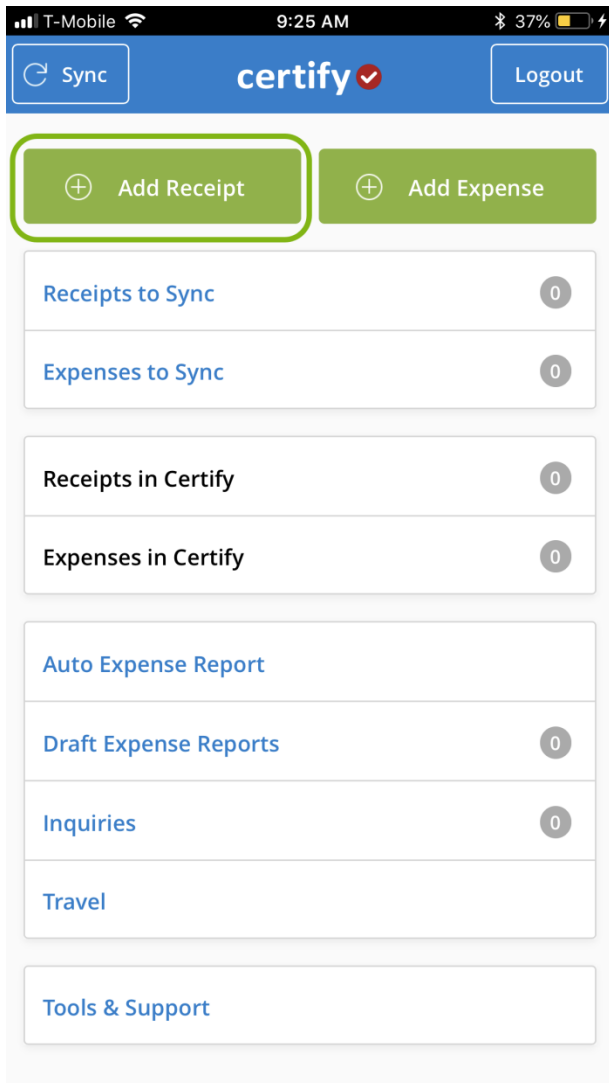 T-Mobile 9:25 AM 37%
Sync certify Logout
Add Receipt Add Expense
Receipts to Sync 0
Expenses to Sync 0
Receipts in Certify 0
Expenses in Certify 0
Auto Expense Report
Draft Expense Reports 0
Inquiries 0
Travel
Tools & Support